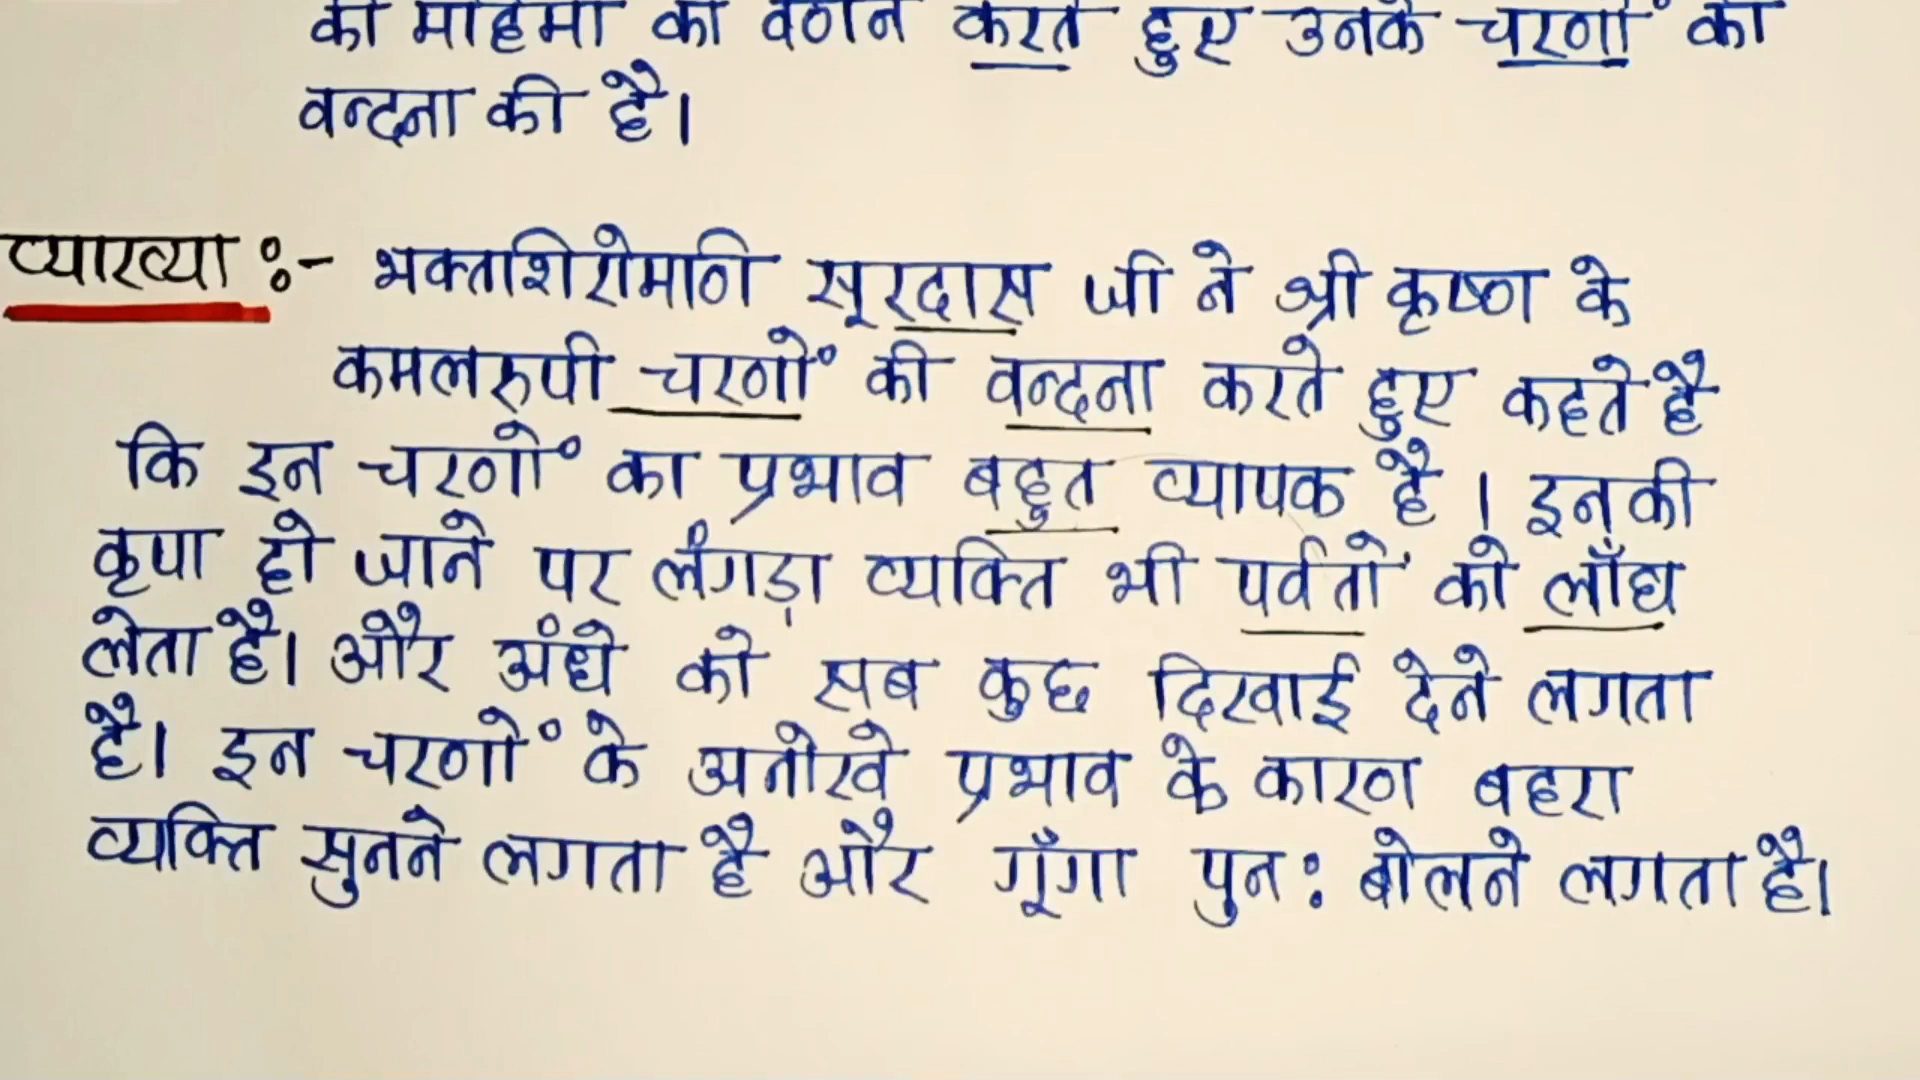 की महिमा का वर्णन करते हुए उनके चरणों की
वन्दना की है।
व्याख्या :- भक्तशिरोमणि सूरदास जी ने श्री कृष्ण के
कमलरुपी चरणों की वन्दना करते हुए कहते है
कि इन चरणों का प्रभाव बहुत व्यापक है । इनकी
कृपा हो जाने पर लंगड़ा व्यक्ति भी पर्वतों को लाँघ
लेता है। और अंधे को सब कुछ दिखाई देने लगता
है। इन चरणों के अनोखे प्रभाव के कारण बहरा
व्यक्ति सुनने लगता है और गूँगा पुन: बोलने लगता है।